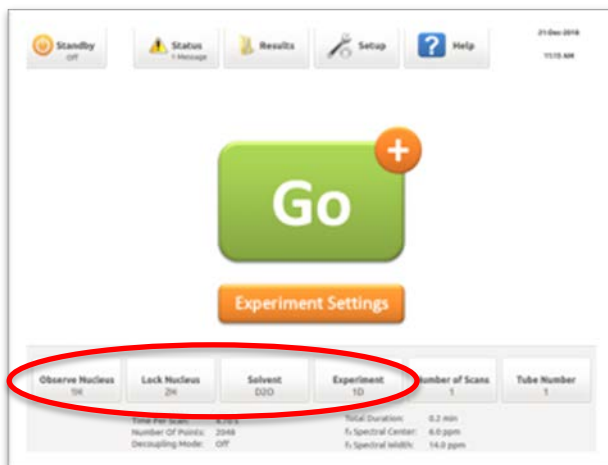 Standby
Off
Status
1 Message
Results
Setup
?
Help
21-Dec-2018
11:15 AM
+
Go
Experiment Settings
Observe Nucleus
1H
Lock Nucleus
2H
Solvent
D2O
Experiment
1D
Number of Scans
1
Tube Number
1
Time Per Scan:
Total Duration: 0.2 min
Number Of Points: 2048
f₁ Spectral Center: 6.0 ppm
Decoupling Mode: Off
f₁ Spectral Width: 14.0 ppm